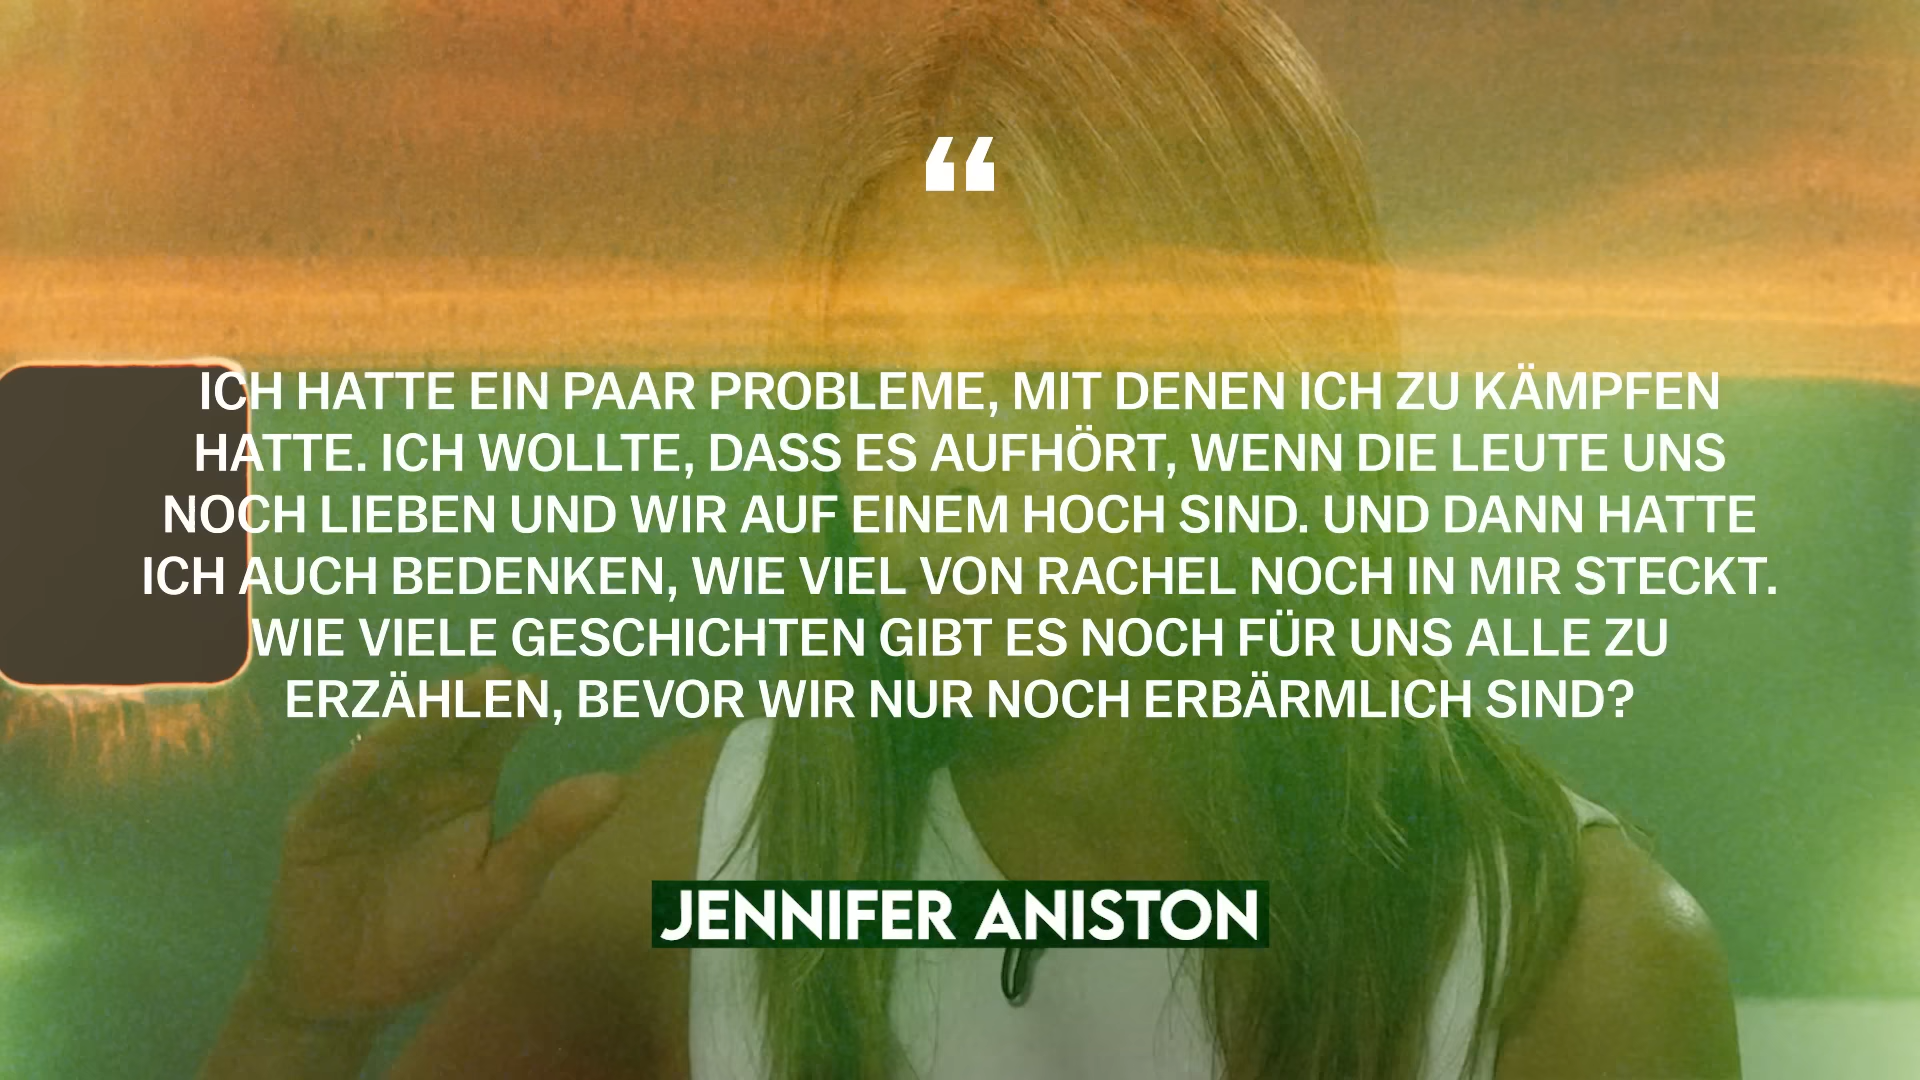 “
ICH HATTE EIN PAAR PROBLEME, MIT DENEN ICH ZU KÄMPFEN
HATTE. ICH WOLLTE, DASS ES AUFHÖRT, WENN DIE LEUTE UNS
NOCH LIEBEN UND WIR AUF EINEM HOCH SIND. UND DANN HATTE
ICH AUCH BEDENKEN, WIE VIEL VON RACHEL NOCH IN MIR STECKT.
WIE VIELE GESCHICHTEN GIBT ES NOCH FÜR UNS ALLE ZU
ERZÄHLEN, BEVOR WIR NUR NOCH ERBÄRMLICH SIND?
JENNIFER ANISTON